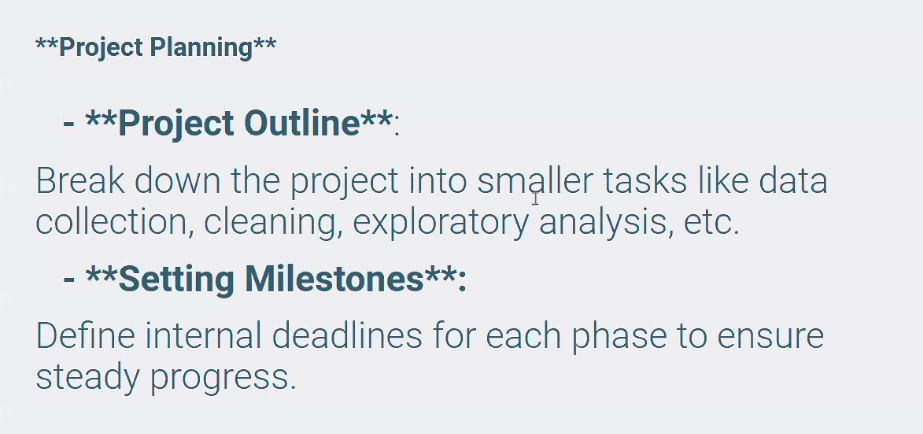 **Project Planning**
- **Project Outline**:
Break down the project into smaller tasks like data
collection, cleaning, exploratory analysis, etc.
- **Setting Milestones**:
Define internal deadlines for each phase to ensure
steady progress.